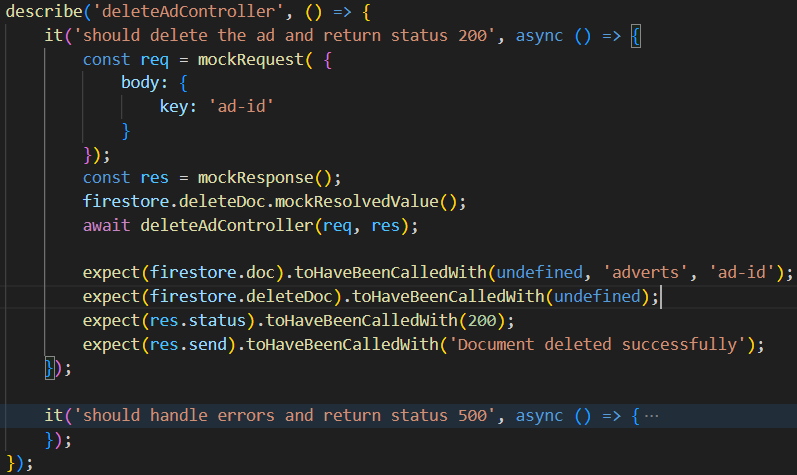 describe('deleteAdController', () => {
    it('should delete the ad and return status 200', async () => {
        const req = mockRequest( {
            body: {
                key: 'ad-id'
            }
        });
        const res = mockResponse();
        firestore.deleteDoc.mockResolvedValue();
        await deleteAdController(req, res);

        expect(firestore.doc).toHaveBeenCalledWith(undefined, 'adverts', 'ad-id');
        expect(firestore.deleteDoc).toHaveBeenCalledWith(undefined);
        expect(res.status).toHaveBeenCalledWith(200);
        expect(res.send).toHaveBeenCalledWith('Document deleted successfully');
    });

    it('should handle errors and return status 500', async () => { ⋯
    });
});